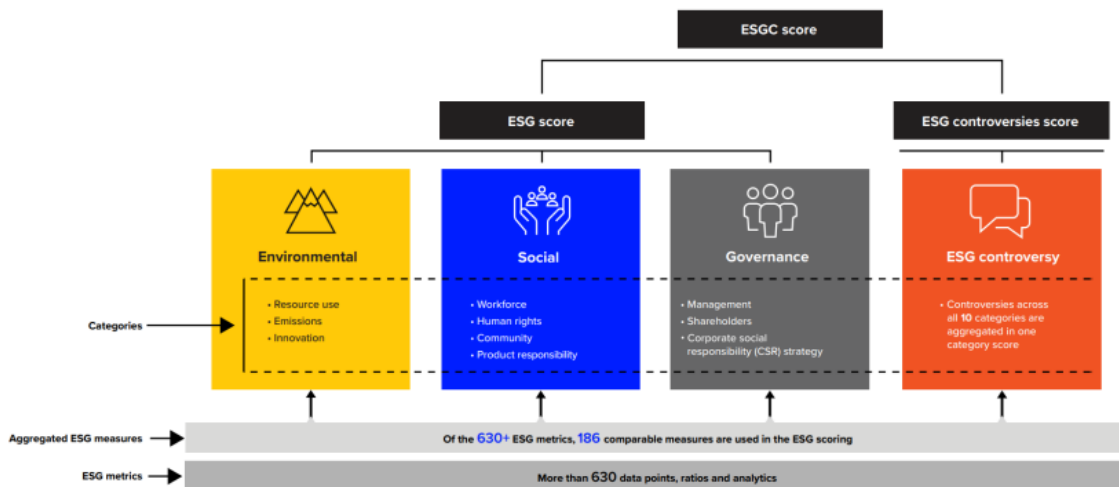 ESGC score
ESG score
ESG controversies score
Environmental
Social
Governance
ESG controversy
Categories
• Resource use
• Emissions
• Innovation
• Workforce
• Human rights
• Community
• Product responsibility
• Management
• Shareholders
• Corporate social
responsibility (CSR) strategy
• Controversies across
all 10 categories are
aggregated in one
category score
Aggregated ESG measures
Of the 630+ ESG metrics, 186 comparable measures are used in the ESG scoring
ESG metrics
More than 630 data points, ratios and analytics